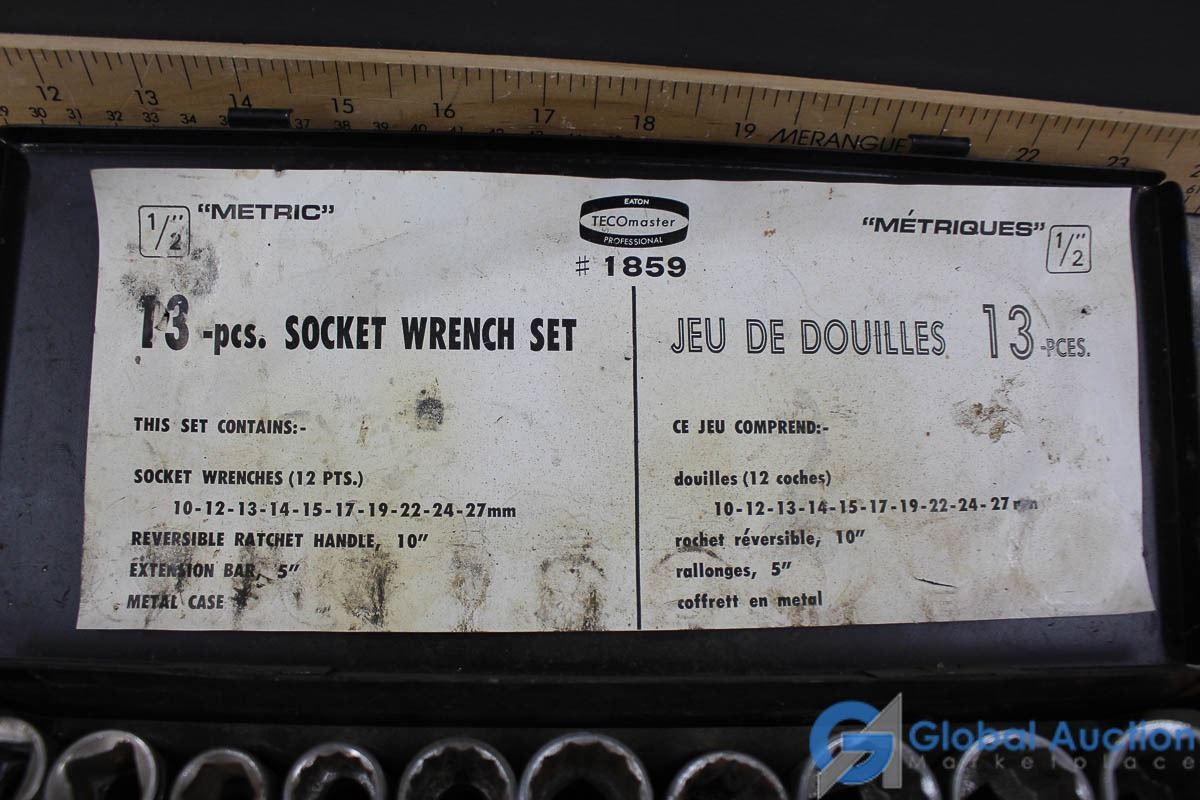 12 13 14 15 16 17 18 19 MERANGUE 22 23
30 31 32 33 34 37 38 39 40 41 42 43
1/2" "METRIC"
EATON
TECOmaster
PROFESSIONAL
# 1859
"MÉTRIQUES" 1/2"
13-pcs. SOCKET WRENCH SET
THIS SET CONTAINS:-
SOCKET WRENCHES (12 PTS.)
10-12-13-14-15-17-19-22-24-27mm
REVERSIBLE RATCHET HANDLE, 10"
EXTENSION BAR, 5"
METAL CASE
JEU DE DOUILLES 13-PCES.
CE JEU COMPREND:-
douilles (12 coches)
10-12-13-14-15-17-19-22-24-27mm
rochet réversible, 10"
rallonges, 5"
coffrett en metal
Global Auction
Marketplace